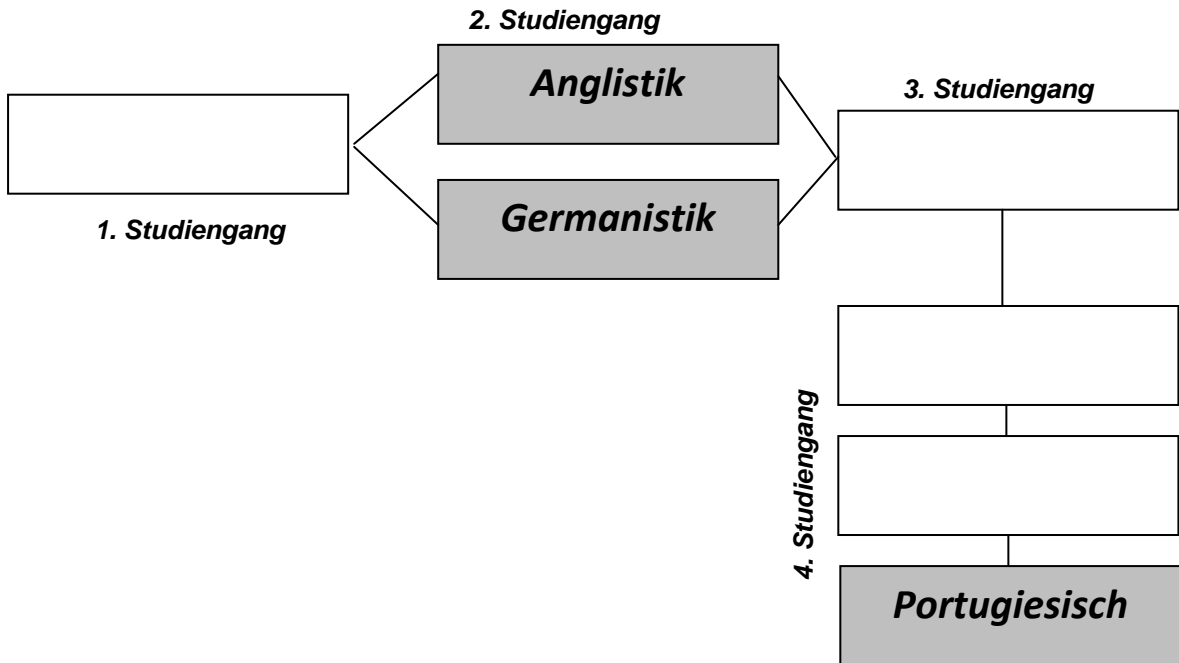 2. Studiengang
Anglistik
3. Studiengang
Germanistik
1. Studiengang
4. Studiengang
Portugiesisch